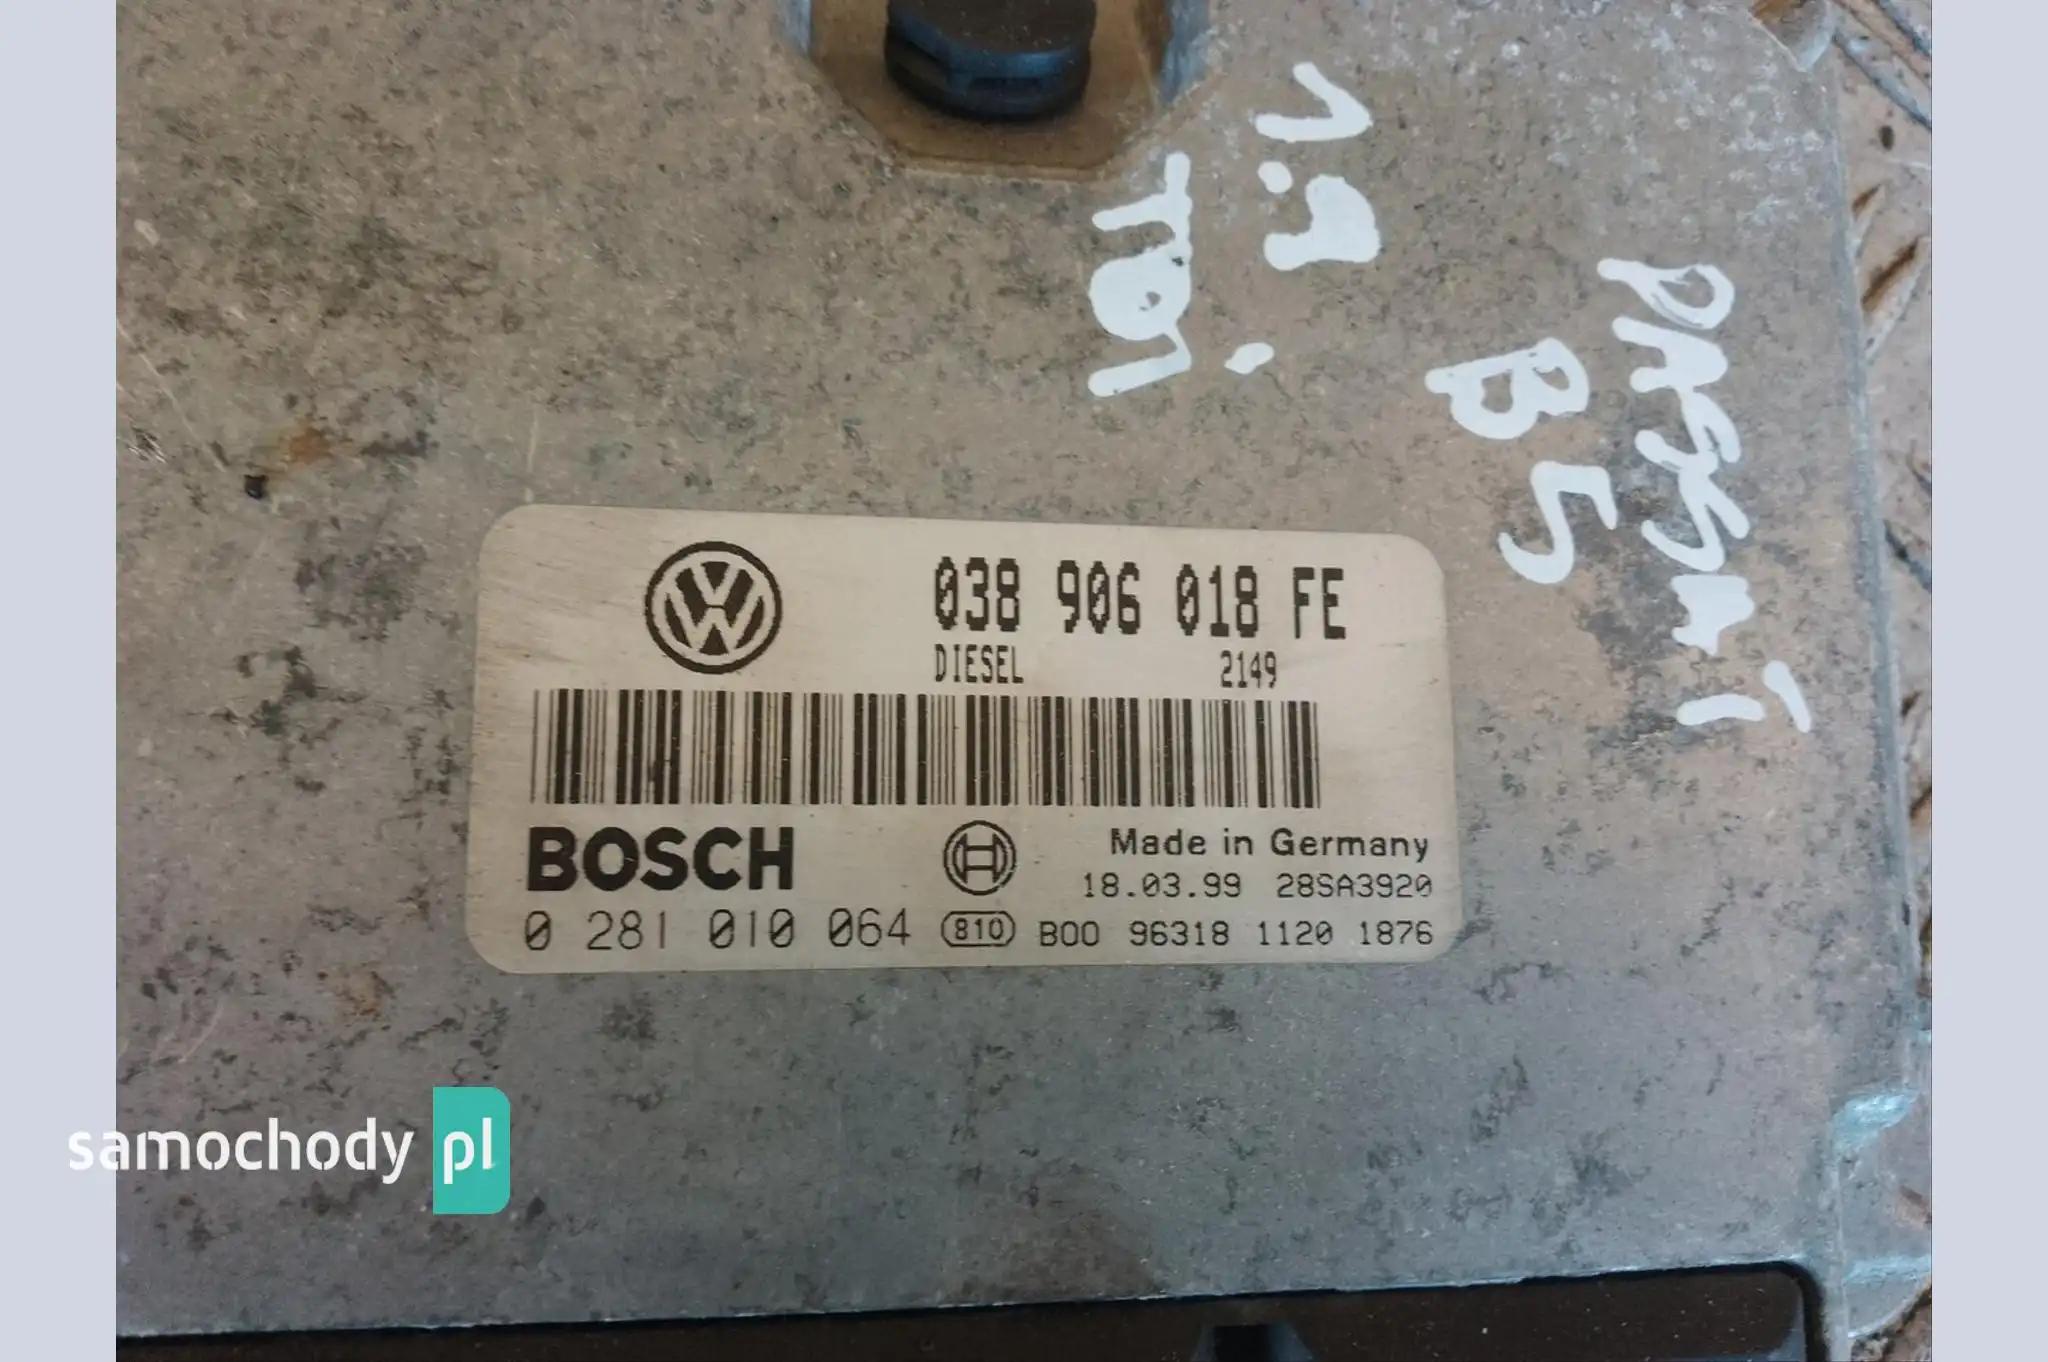 1.9
TDI
PASSAT
B5
038 906 018 FE
DIESEL 2149
BOSCH
Made in Germany
18.03.99 28SA3920
0 281 010 064 810 B00 96318 1120 1876
samochody pl